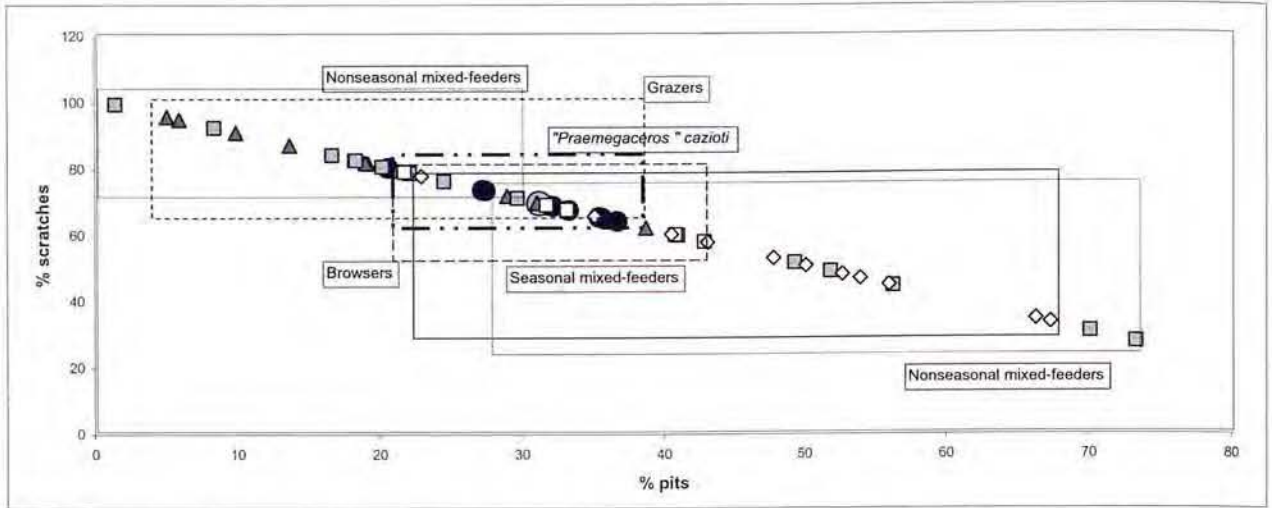 120
100
80
60
40
20
0
% scratches
Nonseasonal mixed-feeders
Grazers
"Praemegaceros " cazioti
Browsers
Seasonal mixed-feeders
Nonseasonal mixed-feeders
0 10 20 30 40 50 60 70 80
% pits